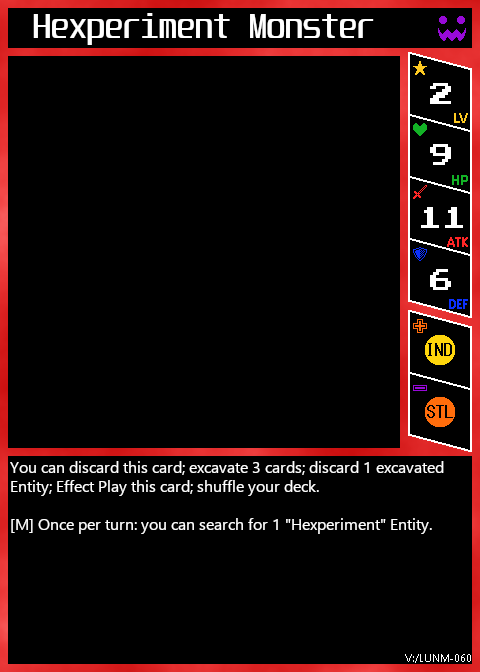 Hexperiment Monster
2
LV
9
HP
11
ATK
6
DEF
IND
STL
You can discard this card; excavate 3 cards; discard 1 excavated
Entity; Effect Play this card; shuffle your deck.
[M] Once per turn: you can search for 1 "Hexperiment" Entity.
V:/LUNM-060